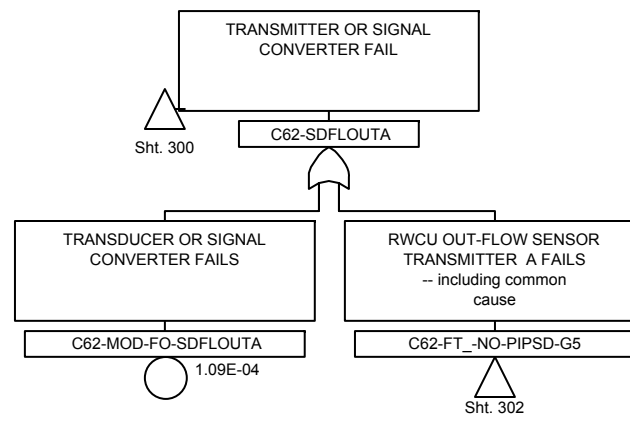 TRANSMITTER OR SIGNAL
CONVERTER FAIL
Sht. 300
C62-SDFLOUTA
TRANSDUCER OR SIGNAL
CONVERTER FAILS
C62-MOD-FO-SDFLOUTA
1.09E-04
RWCU OUT-FLOW SENSOR
TRANSMITTER A FAILS
-- including common
cause
C62-FT_-NO-PIPSD-G5
Sht. 302